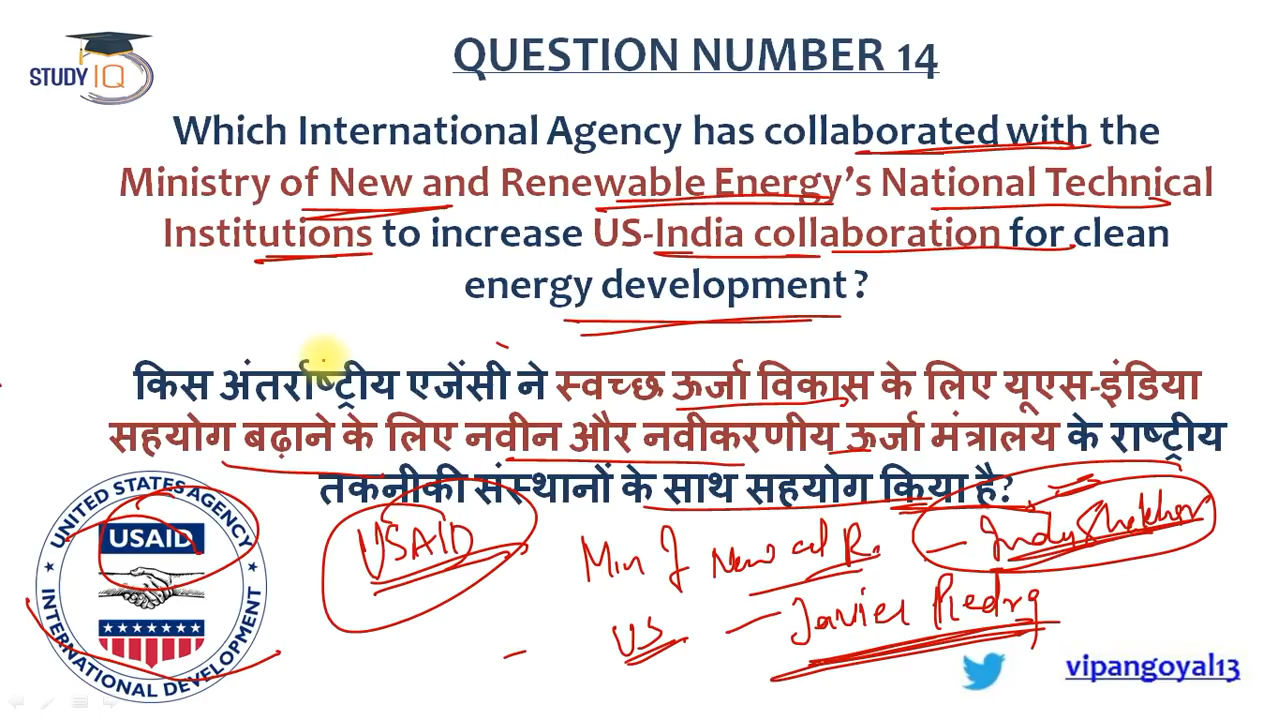 STUDY IQ
QUESTION NUMBER 14
Which International Agency has collaborated with the
Ministry of New and Renewable Energy's National Technical
Institutions to increase US-India collaboration for clean
energy development?
किस अंतर्राष्ट्रीय एजेंसी ने स्वच्छ ऊर्जा विकास के लिए यूएस-इंडिया
सहयोग बढ़ाने के लिए नवीन और नवीकरणीय ऊर्जा मंत्रालय के राष्ट्रीय
तकनीकी संस्थानों के साथ सहयोग किया है?
UNITED STATES AGENCY
USAID
INTERNATIONAL DEVELOPMENT
USAID
Min of New and R. - Indu Shekhar
US - Javier Piedra
vipangoyal13